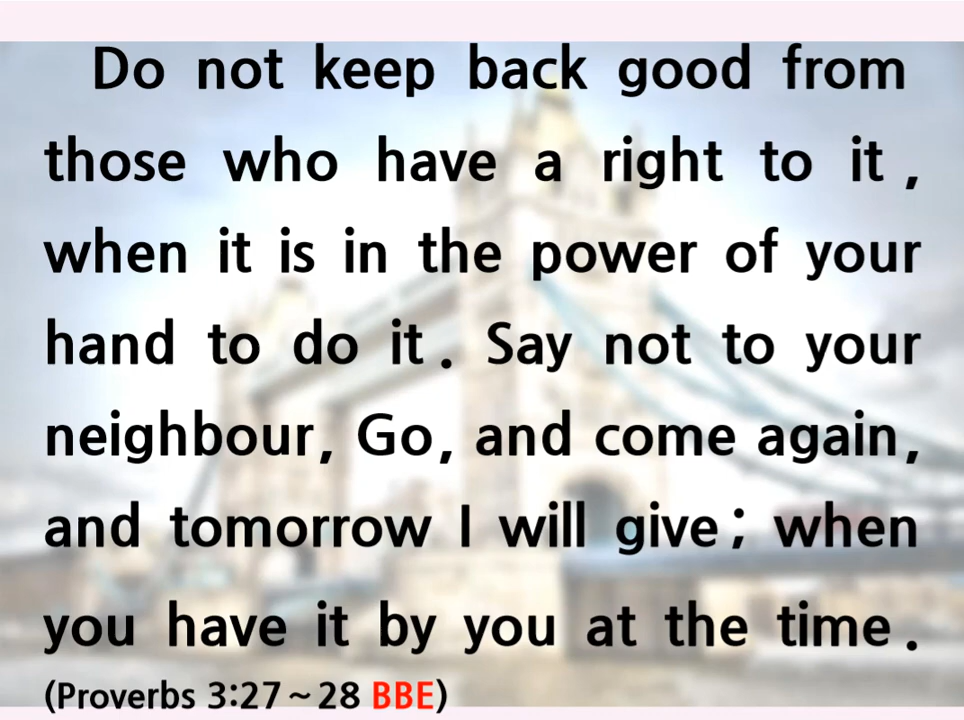 Do not keep back good from
those who have a right to it ,
when it is in the power of your
hand to do it . Say not to your
neighbour, Go, and come again,
and tomorrow I will give ; when
you have it by you at the time .
(Proverbs 3:27 ~ 28 BBE)